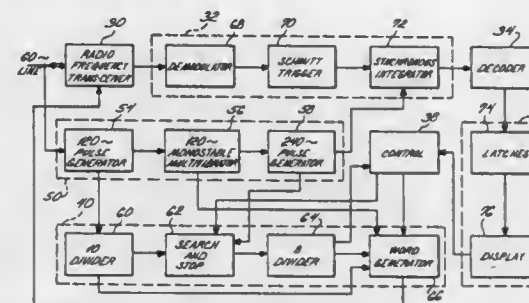 30
32
68
70
72
34
60~
LINE
RADIO
FREQUENCY
TRANSCEIVER
DEMODULATOR
SCHMITT
TRIGGER
SYNCHRONOUS
INTEGRATOR
DECODER
54
56
58
38
74
120~
PULSE
GENERATOR
120~
MONOSTABLE
MULTIVIBRATOR
240~
PULSE
GENERATOR
CONTROL
LATCHES
50
40
60
62
64
76
10
DIVIDER
SEARCH
AND
STOP
8
DIVIDER
WORD
GENERATOR
DISPLAY
66